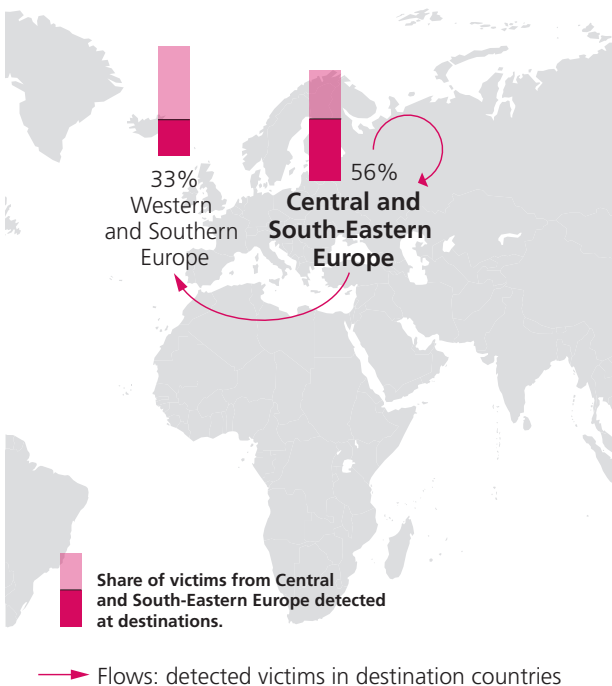 33%
Western
and Southern
Europe
56%
Central and
South-Eastern
Europe
Share of victims from Central
and South-Eastern Europe detected
at destinations.
Flows: detected victims in destination countries